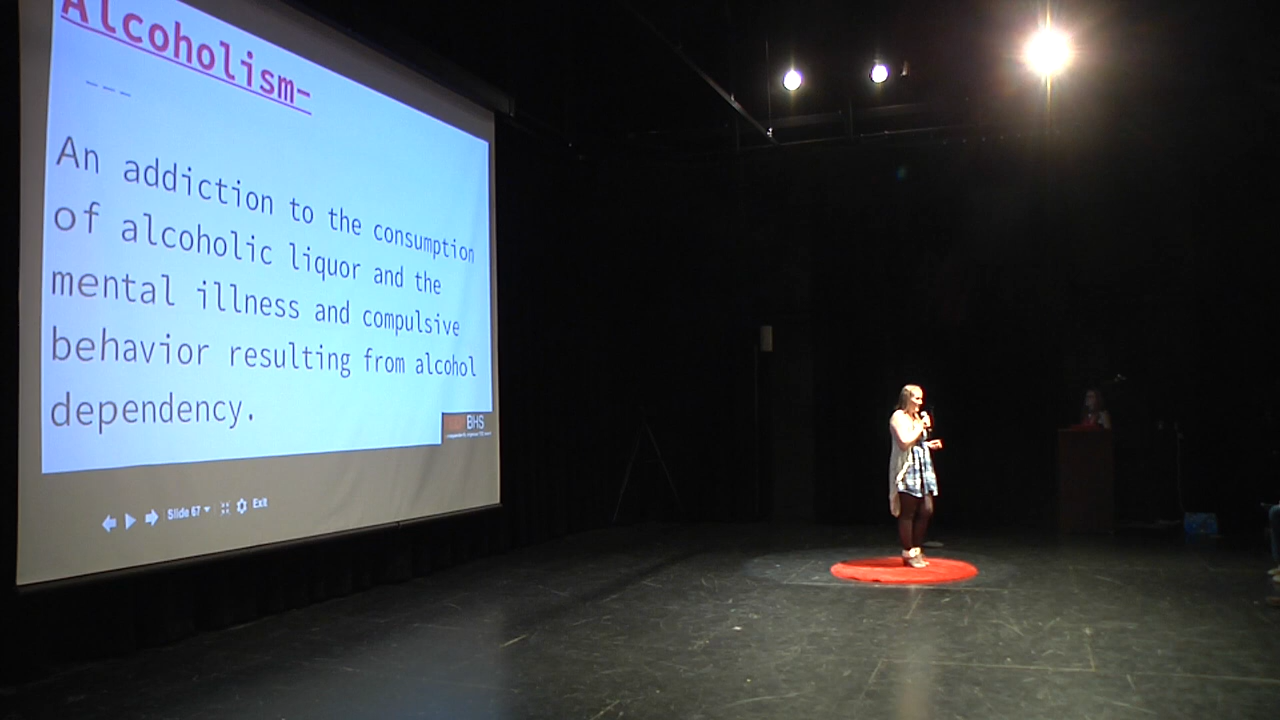 Alcoholism-
---
An addiction to the consumption
of alcoholic liquor and the
mental illness and compulsive
behavior resulting from alcohol
dependency.
BHS
Slide 67 Exit